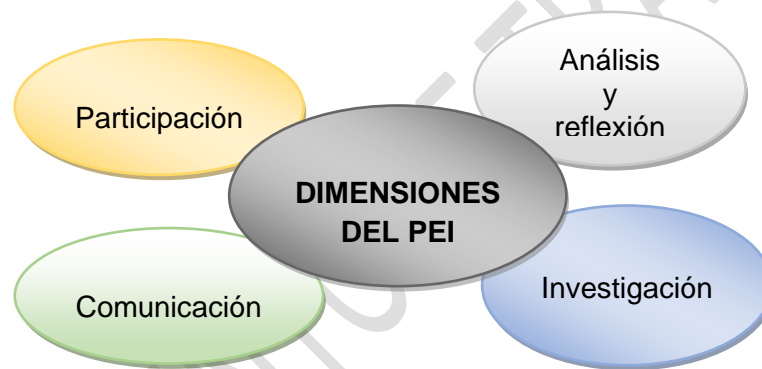 Participación
Análisis
y
reflexión
DIMENSIONES
DEL PEI
Comunicación
Investigación